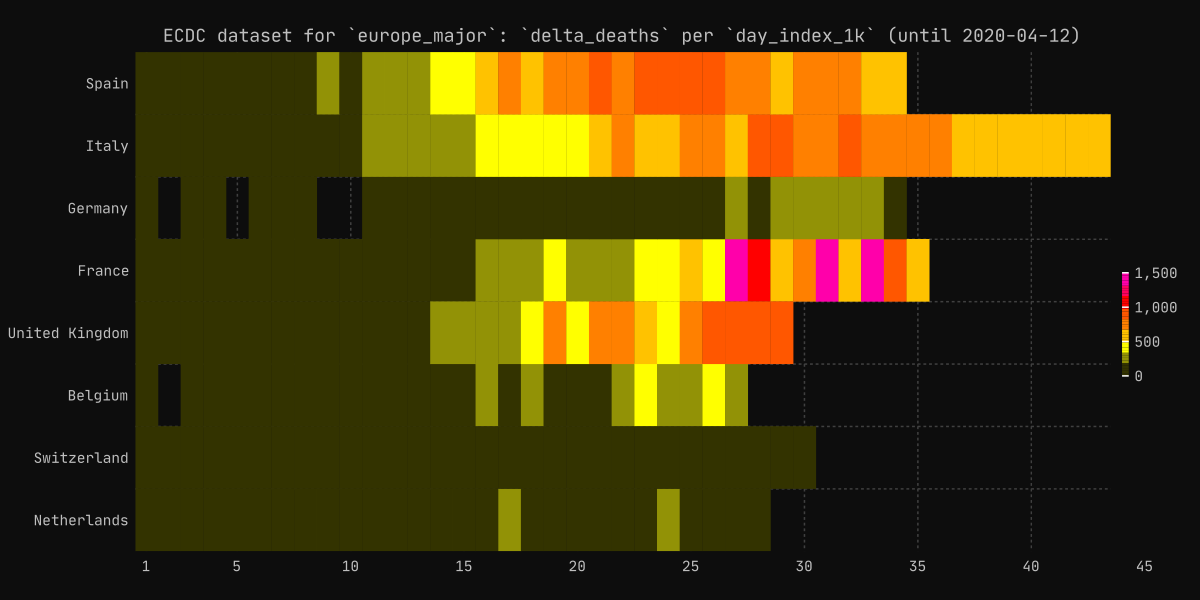 ECDC dataset for `europe_major`: `delta_deaths` per `day_index_1k` (until 2020-04-12)
Spain
Italy
Germany
France
United Kingdom
Belgium
Switzerland
Netherlands
1,500
1,000
500
0
1 5 10 15 20 25 30 35 40 45